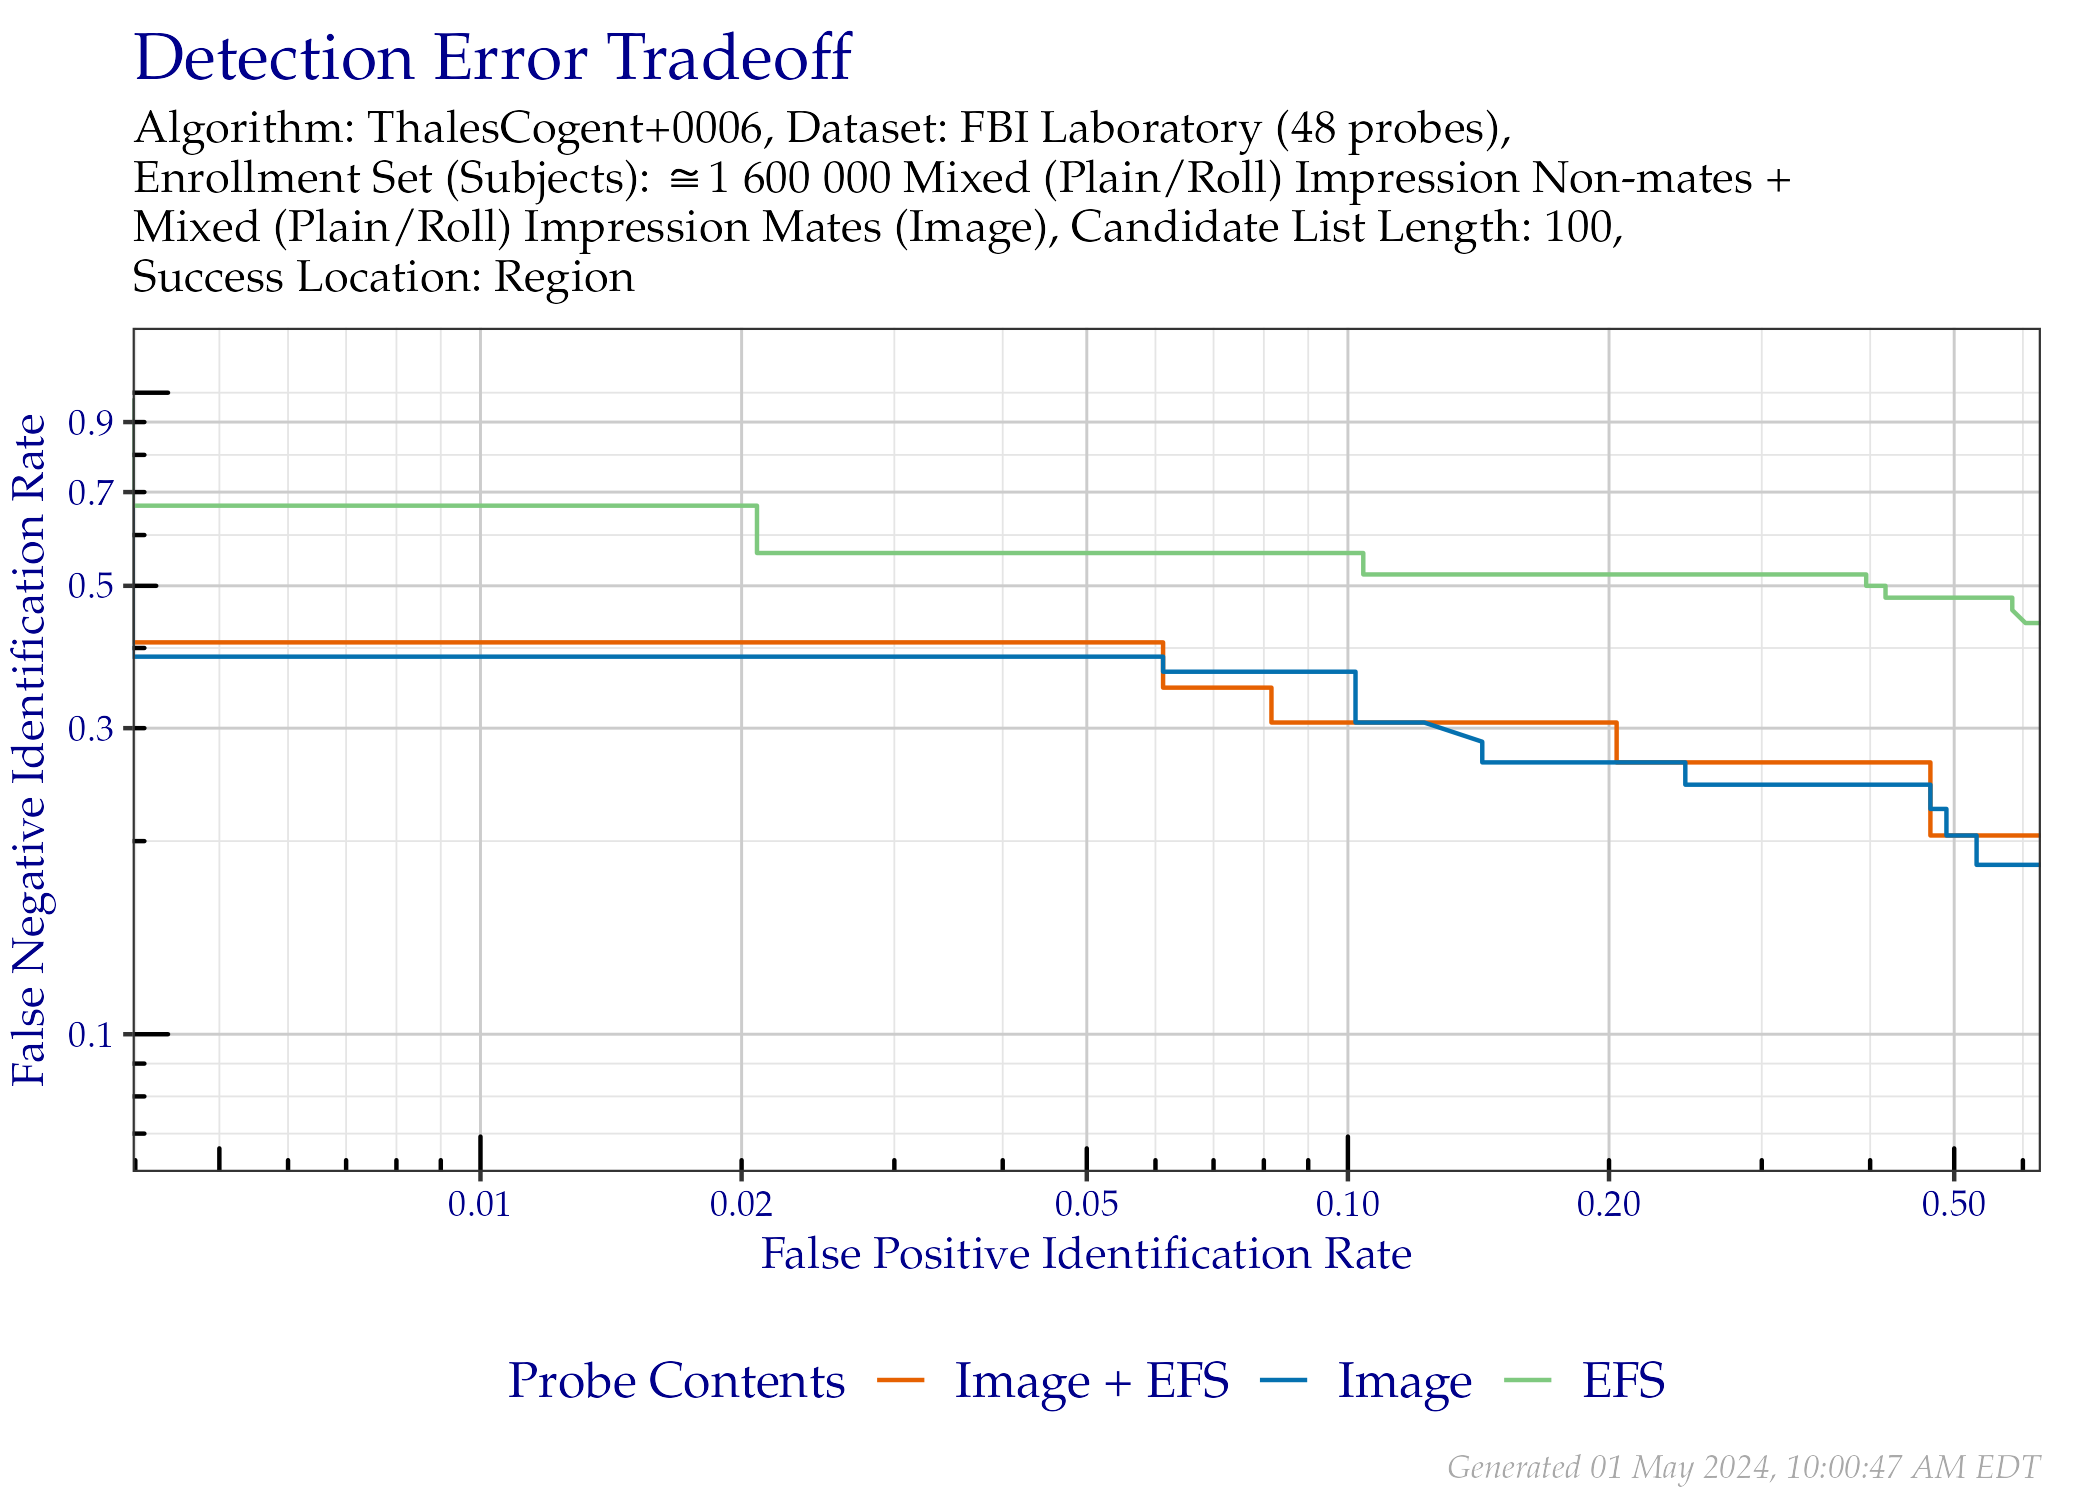 Detection Error Tradeoff
Algorithm: ThalesCogent+0006, Dataset: FBI Laboratory (48 probes),
Enrollment Set (Subjects): ≅1 600 000 Mixed (Plain/Roll) Impression Non-mates +
Mixed (Plain/Roll) Impression Mates (Image), Candidate List Length: 100,
Success Location: Region
False Negative Identification Rate
0.9
0.7
0.5
0.3
0.1
0.01 0.02 0.05 0.10 0.20 0.50
False Positive Identification Rate
Probe Contents Image + EFS Image EFS
Generated 01 May 2024, 10:00:47 AM EDT